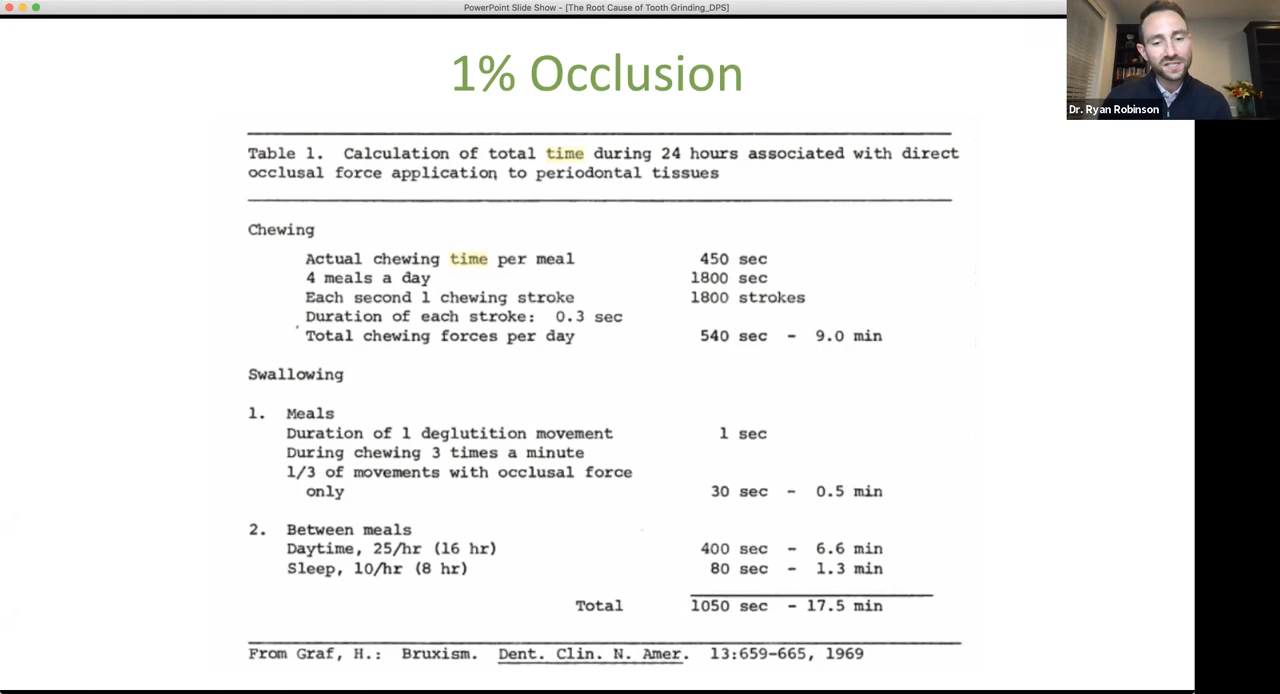 PowerPoint Slide Show - [The Root Cause of Tooth Grinding_DPS]
Dr. Ryan Robinson
1% Occlusion
Table 1. Calculation of total time during 24 hours associated with direct
occlusal force application to periodontal tissues
Chewing
Actual chewing time per meal 450 sec
4 meals a day 1800 sec
Each second 1 chewing stroke 1800 strokes
Duration of each stroke: 0.3 sec
Total chewing forces per day 540 sec - 9.0 min
Swallowing
1. Meals
Duration of 1 deglutition movement 1 sec
During chewing 3 times a minute
1/3 of movements with occlusal force
only 30 sec - 0.5 min
2. Between meals
Daytime, 25/hr (16 hr) 400 sec - 6.6 min
Sleep, 10/hr (8 hr) 80 sec - 1.3 min
Total 1050 sec - 17.5 min
From Graf, H.: Bruxism. Dent. Clin. N. Amer. 13:659-665, 1969